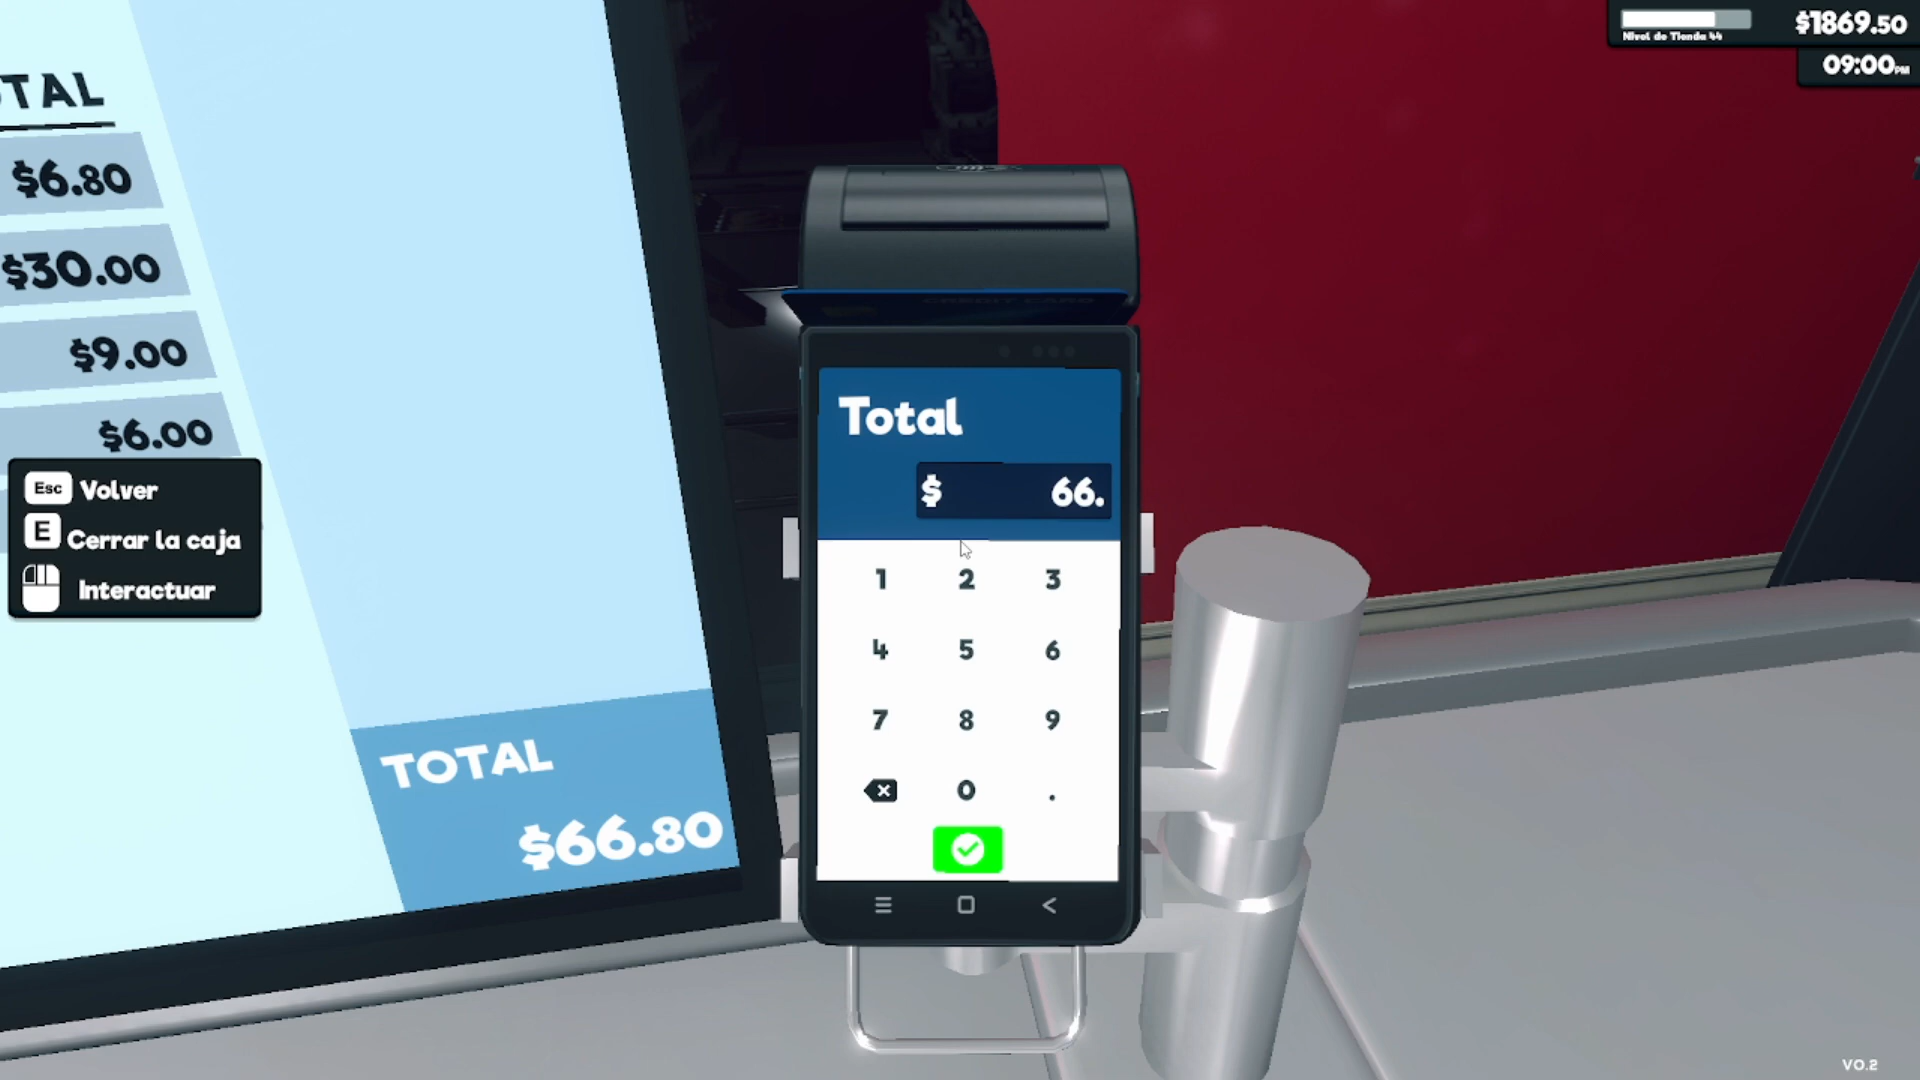 Nivel de Tienda 44
$1869.50
09:00PM
TAL
$6.80
$30.00
$9.00
$6.00
Esc Volver
E Cerrar la caja
Interactuar
TOTAL
$66.80
CREDIT CARD
Total
$ 66.
1 2 3
4 5 6
7 8 9
0 .
V0.2